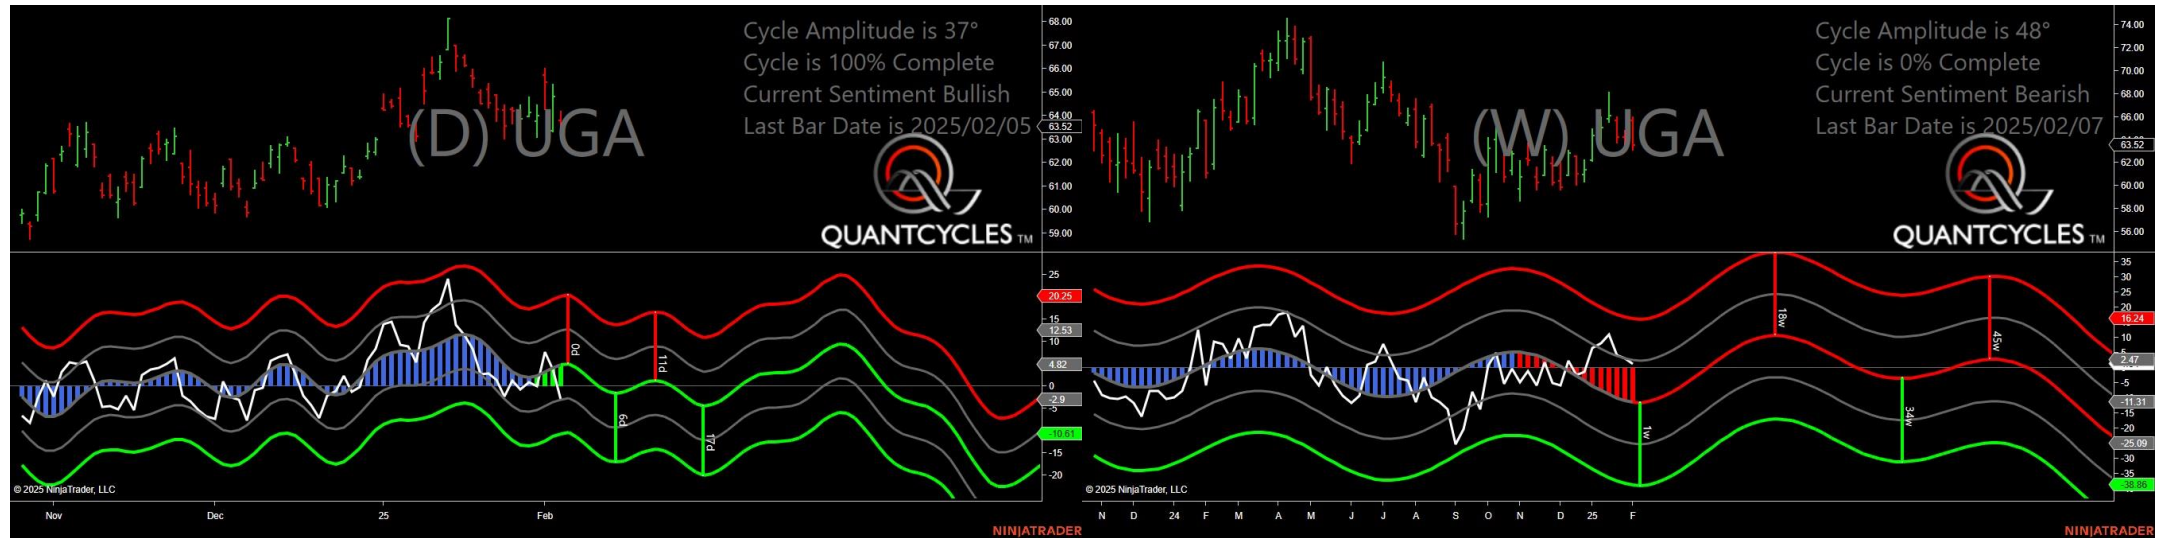 Cycle Amplitude is 37°
Cycle is 100% Complete
Current Sentiment Bullish
Last Bar Date is 2025/02/05
(D) UGA
QUANTCYCLES TM
68.00
67.00
66.00
65.00
64.00
63.52
63.00
62.00
61.00
60.00
59.00
25
20.25
15
12.53
10
4.82
0
-2.9
-5
-10.61
-15
-20
0d
11d
6d
17d
© 2025 NinjaTrader, LLC
Nov
Dec
25
Feb
NINJATRADER
Cycle Amplitude is 48°
Cycle is 0% Complete
Current Sentiment Bearish
Last Bar Date is 2025/02/07
(W) UGA
QUANTCYCLES TM
74.00
72.00
70.00
68.00
66.00
63.52
62.00
60.00
58.00
56.00
35
30
25
20
16.24
10
2.47
-5
-11.31
-15
-20
-25.09
-30
-35
-38.86
18w
45w
1w
34w
© 2025 NinjaTrader, LLC
N D 24 F M A M J J A S O N D 25 F
NINJATRADER